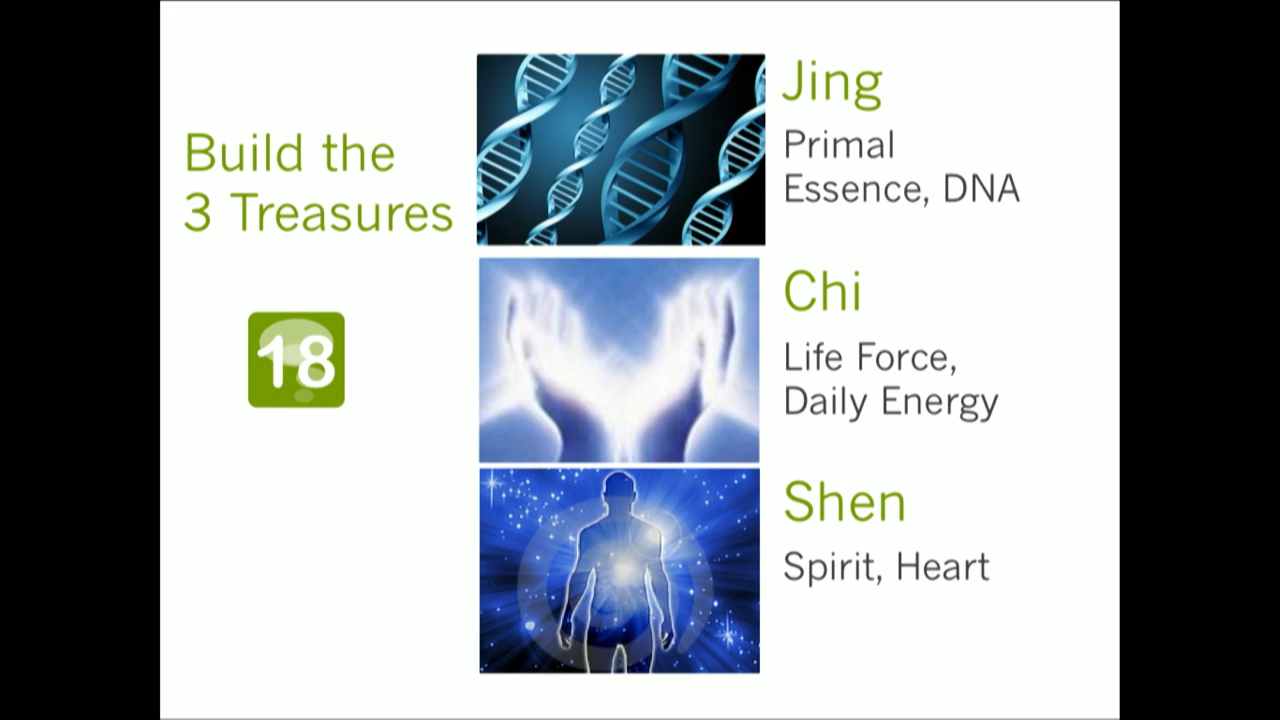 Build the
3 Treasures
18
Jing
Primal
Essence, DNA
Chi
Life Force,
Daily Energy
Shen
Spirit, Heart